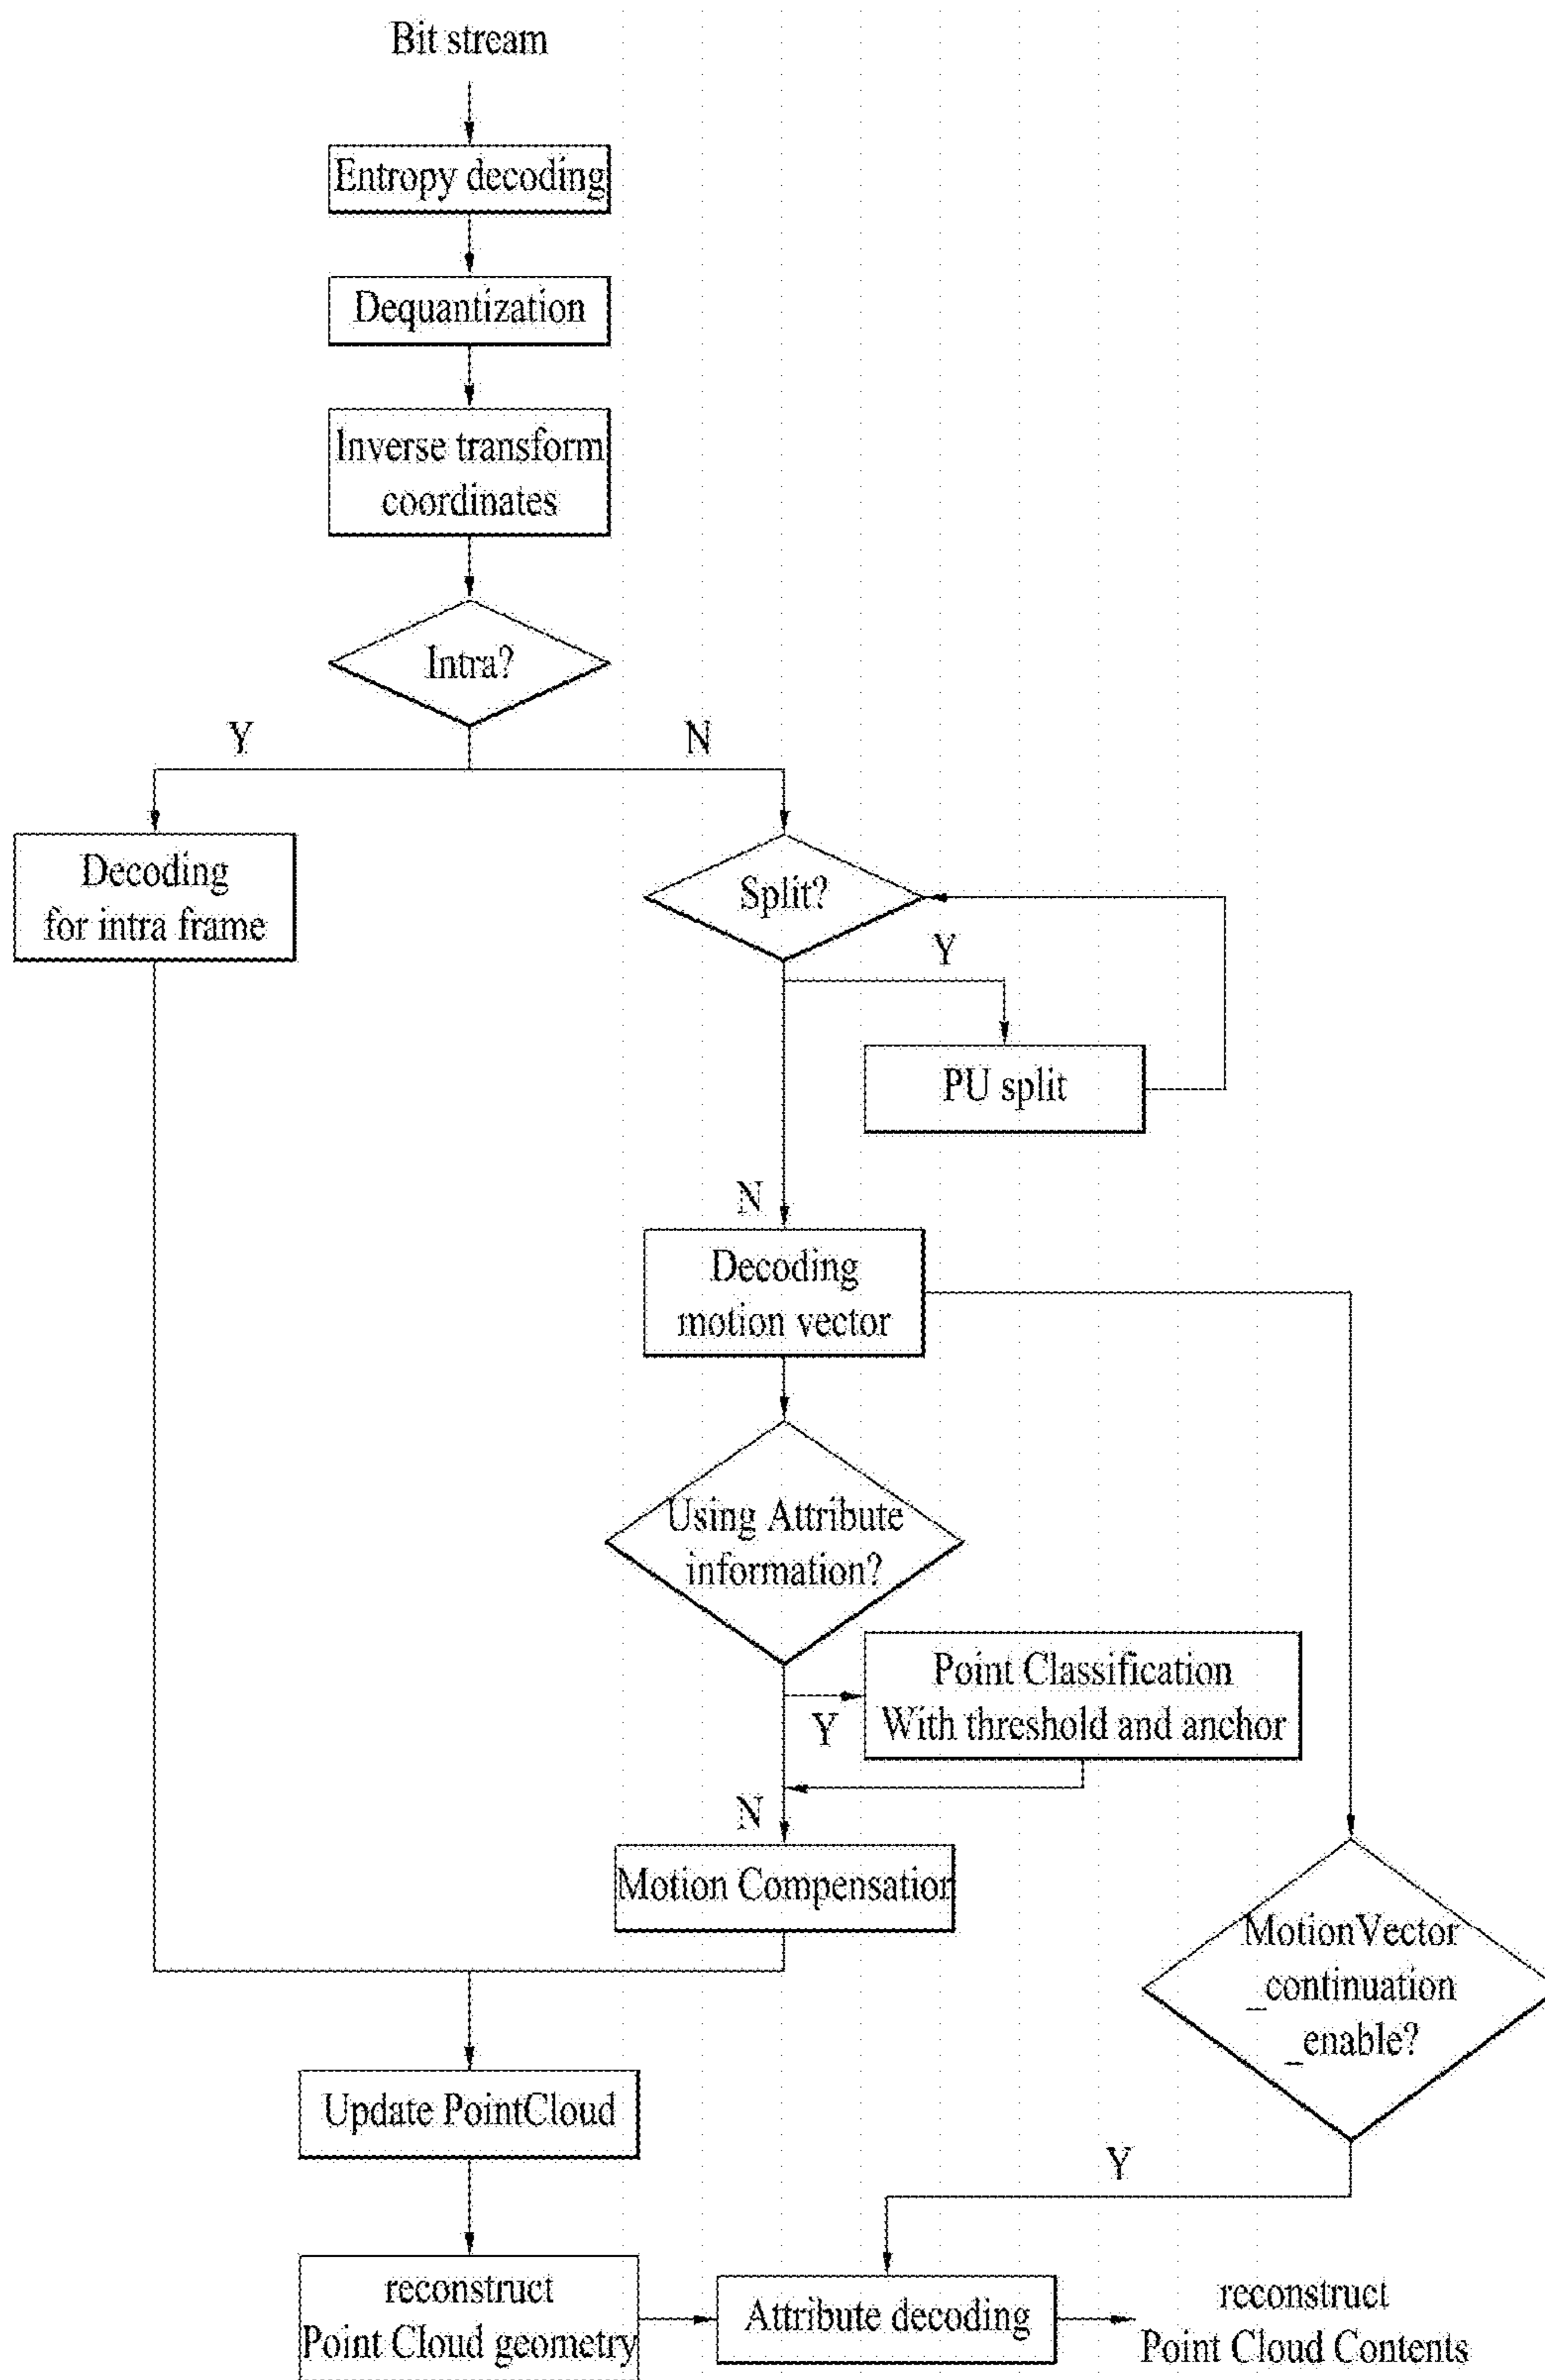 Bit stream
Entropy decoding
Dequantization
Inverse transform
coordinates
Intra?
Y
N
Decoding
for intra frame
Split?
Y
PU split
N
Decoding
motion vector
Using Attribute
information?
Point Classification
With threshold and anchor
Y
N
Motion Compensation
MotionVector
_continuation
_enable?
Update PointCloud
Y
reconstruct
Point Cloud geometry
Attribute decoding
reconstruct
Point Cloud Contents